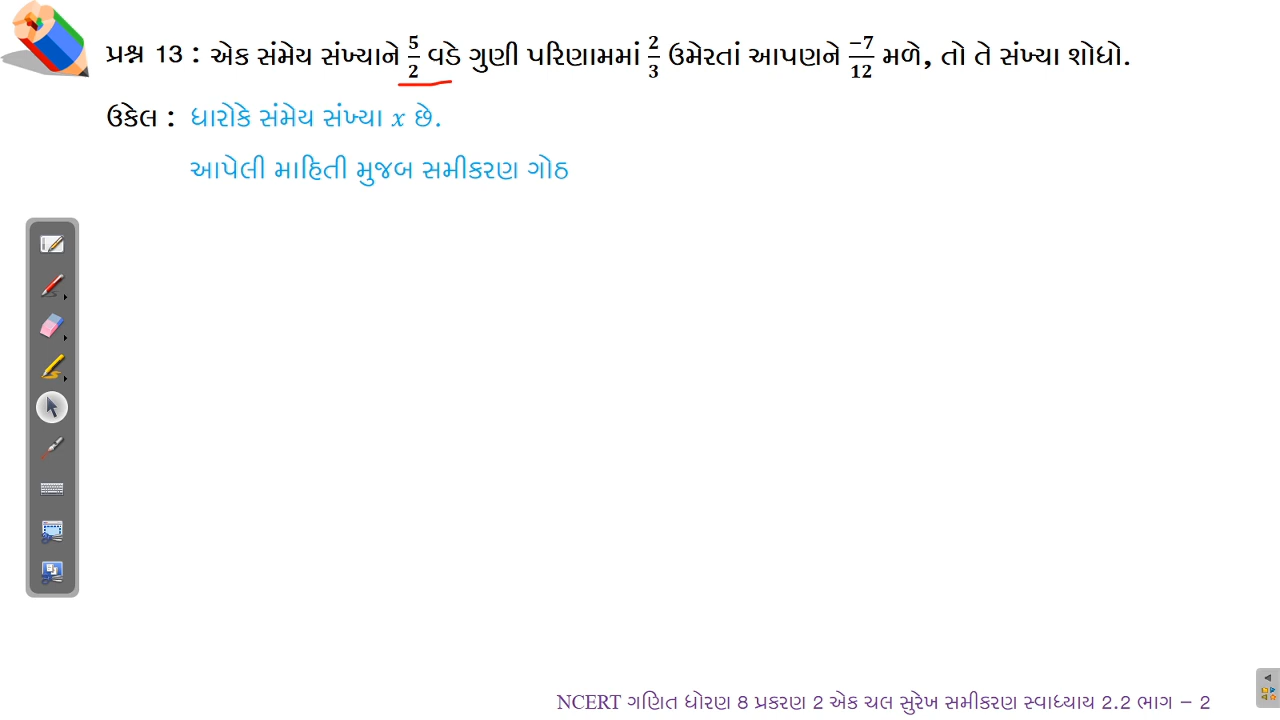 પ્રશ્ન 13 : એક સંમેય સંખ્યાને 5/2 વડે ગુણી પરિણામમાં 2/3 ઉમેરતાં આપણને −7/12 મળે, તો તે સંખ્યા શોધો.
ઉકેલ : ધારોકે સંમેય સંખ્યા x છે.
આપેલી માહિતી મુજબ સમીકરણ ગોઠ
NCERT ગણિત ધોરણ 8 પ્રકરણ 2 એક ચલ સુરેખ સમીકરણ સ્વાધ્યાય 2.2 ભાગ – 2